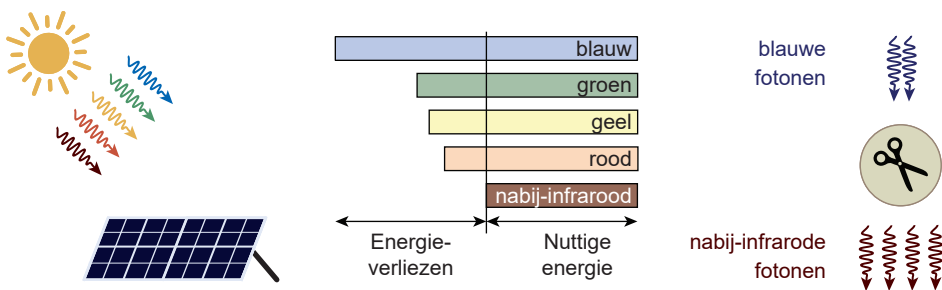 blauw
groen
geel
rood
nabij-infrarood
Energie-
verliezen
Nuttige
energie
blauwe
fotonen
nabij-infrarode
fotonen